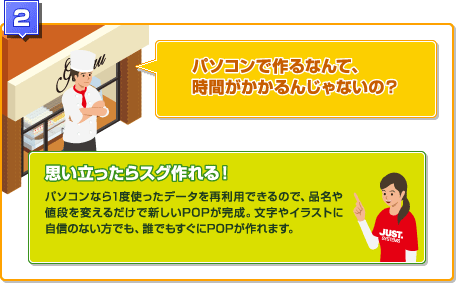 2
パソコンで作るなんて、
時間がかかるんじゃないの？
思い立ったらスグ作れる！
パソコンなら1度使ったデータを再利用できるので、品名や
値段を変えるだけで新しいPOPが完成。文字やイラストに
自信のない方でも、誰でもすぐにPOPが作れます。
JUST.
SYSTEMS